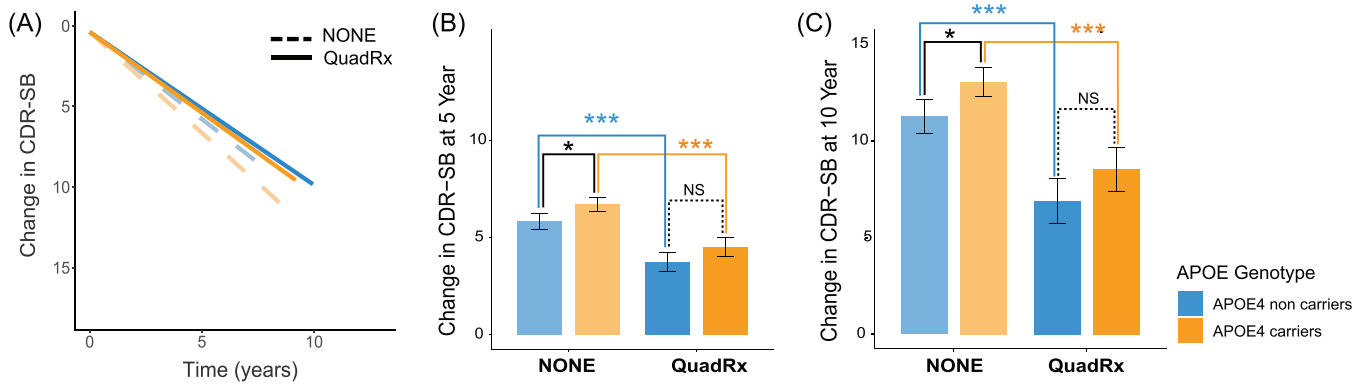 (A)
Change in CDR-SB
0
5
10
15
0
5
10
Time (years)
NONE
QuadRx
(B)
Change in CDR−SB at 5 Year
10
5
0
***
*
***
NS
NONE
QuadRx
(C)
Change in CDR−SB at 10 Year
15
10
5
0
***
*
***
NS
NONE
QuadRx
APOE Genotype
APOE4 non carriers
APOE4 carriers